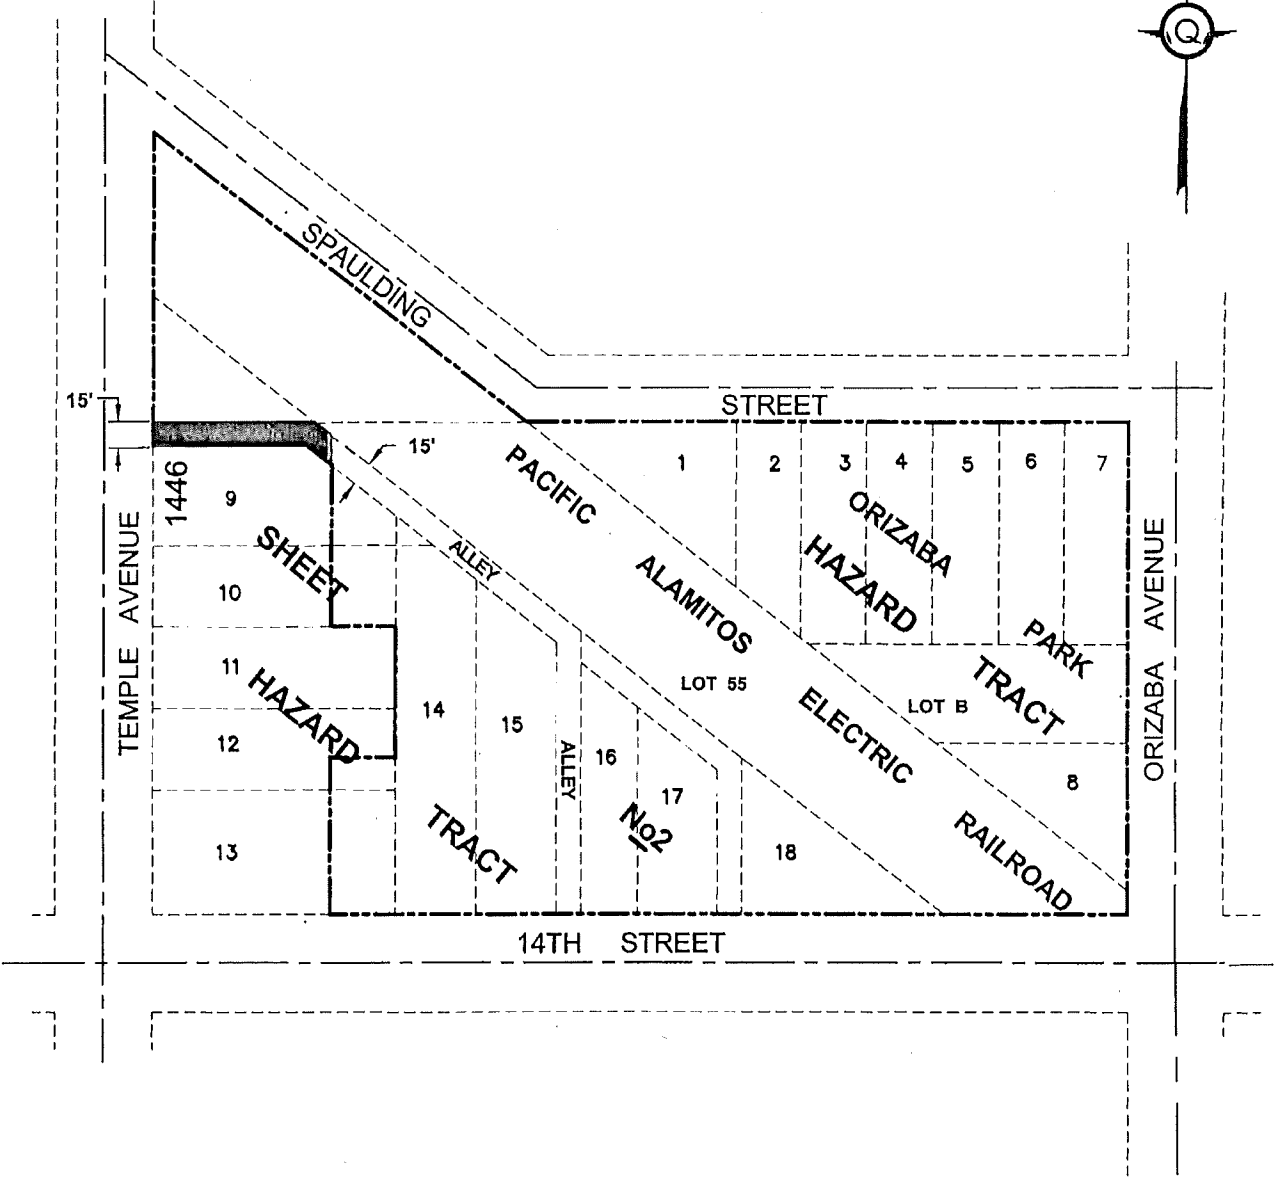 Q
SPAULDING
STREET
15'
15'
1446
9
10
11
12
13
14
15
16
17
18
1
2
3
4
5
6
7
8
SHEET
HAZARD
TRACT
No2
ALLEY
ALLEY
PACIFIC
ALAMITOS
ELECTRIC
RAILROAD
LOT 55
ORIZABA
PARK
HAZARD
TRACT
LOT B
TEMPLE AVENUE
ORIZABA AVENUE
14TH STREET